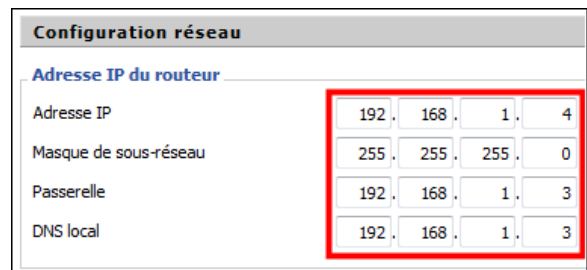 Configuration réseau
Adresse IP du routeur
Adresse IP 192. 168. 1. 4
Masque de sous-réseau 255. 255. 255. 0
Passerelle 192. 168. 1. 3
DNS local 192. 168. 1. 3